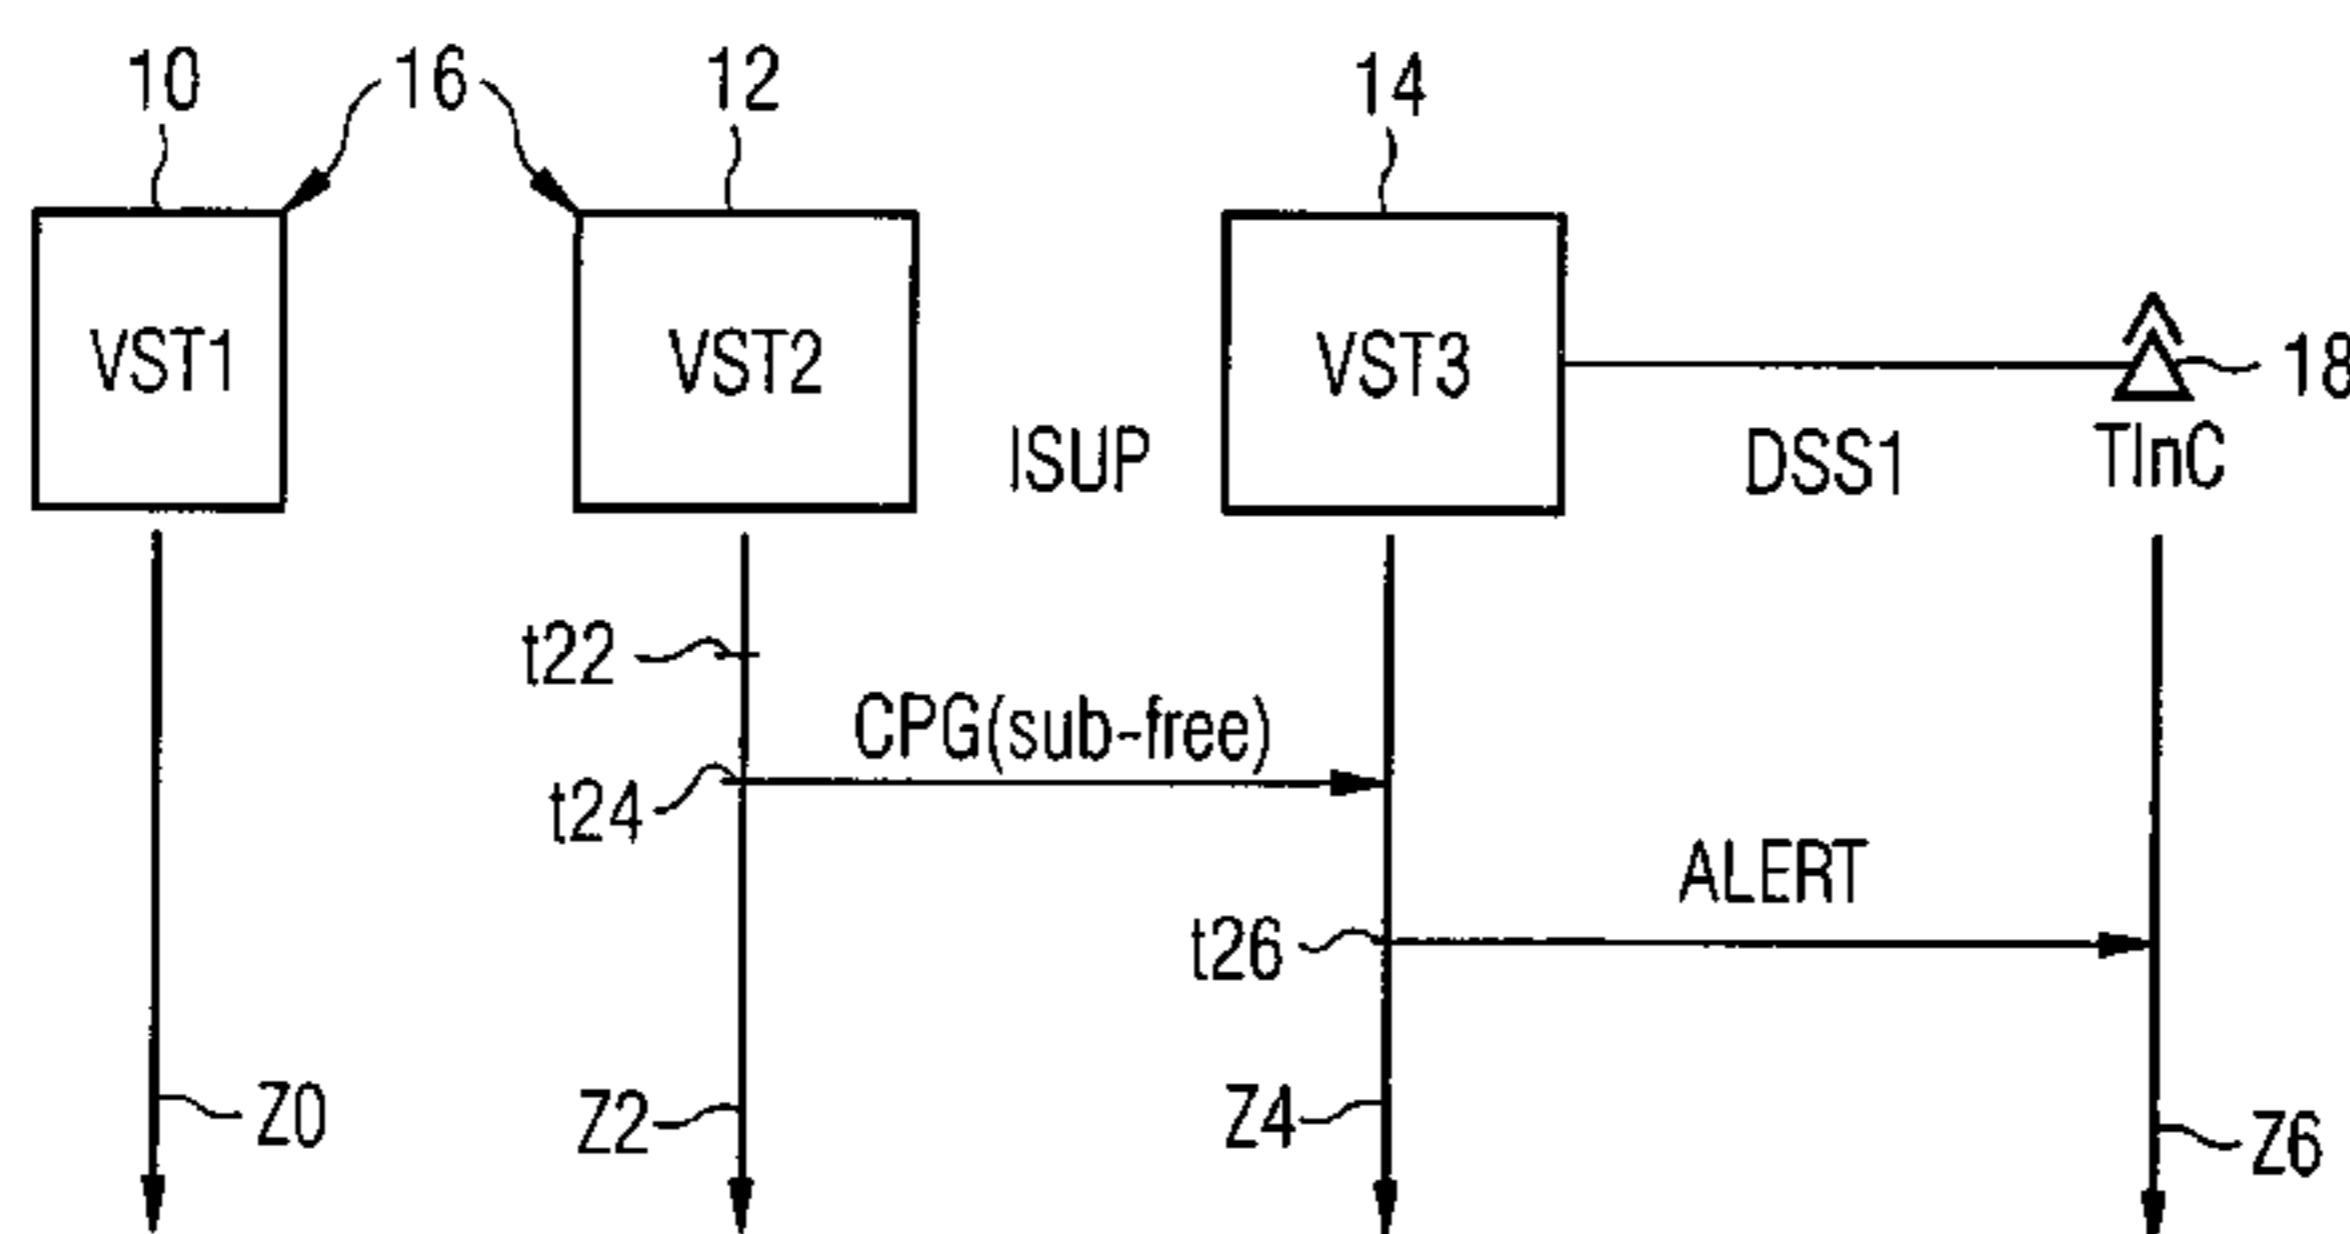 10 16 12 14
VST1 VST2 VST3 18
ISUP DSS1 TInC
t22
CPG(sub-free)
t24
ALERT
t26
Z0 Z2 Z4 Z6